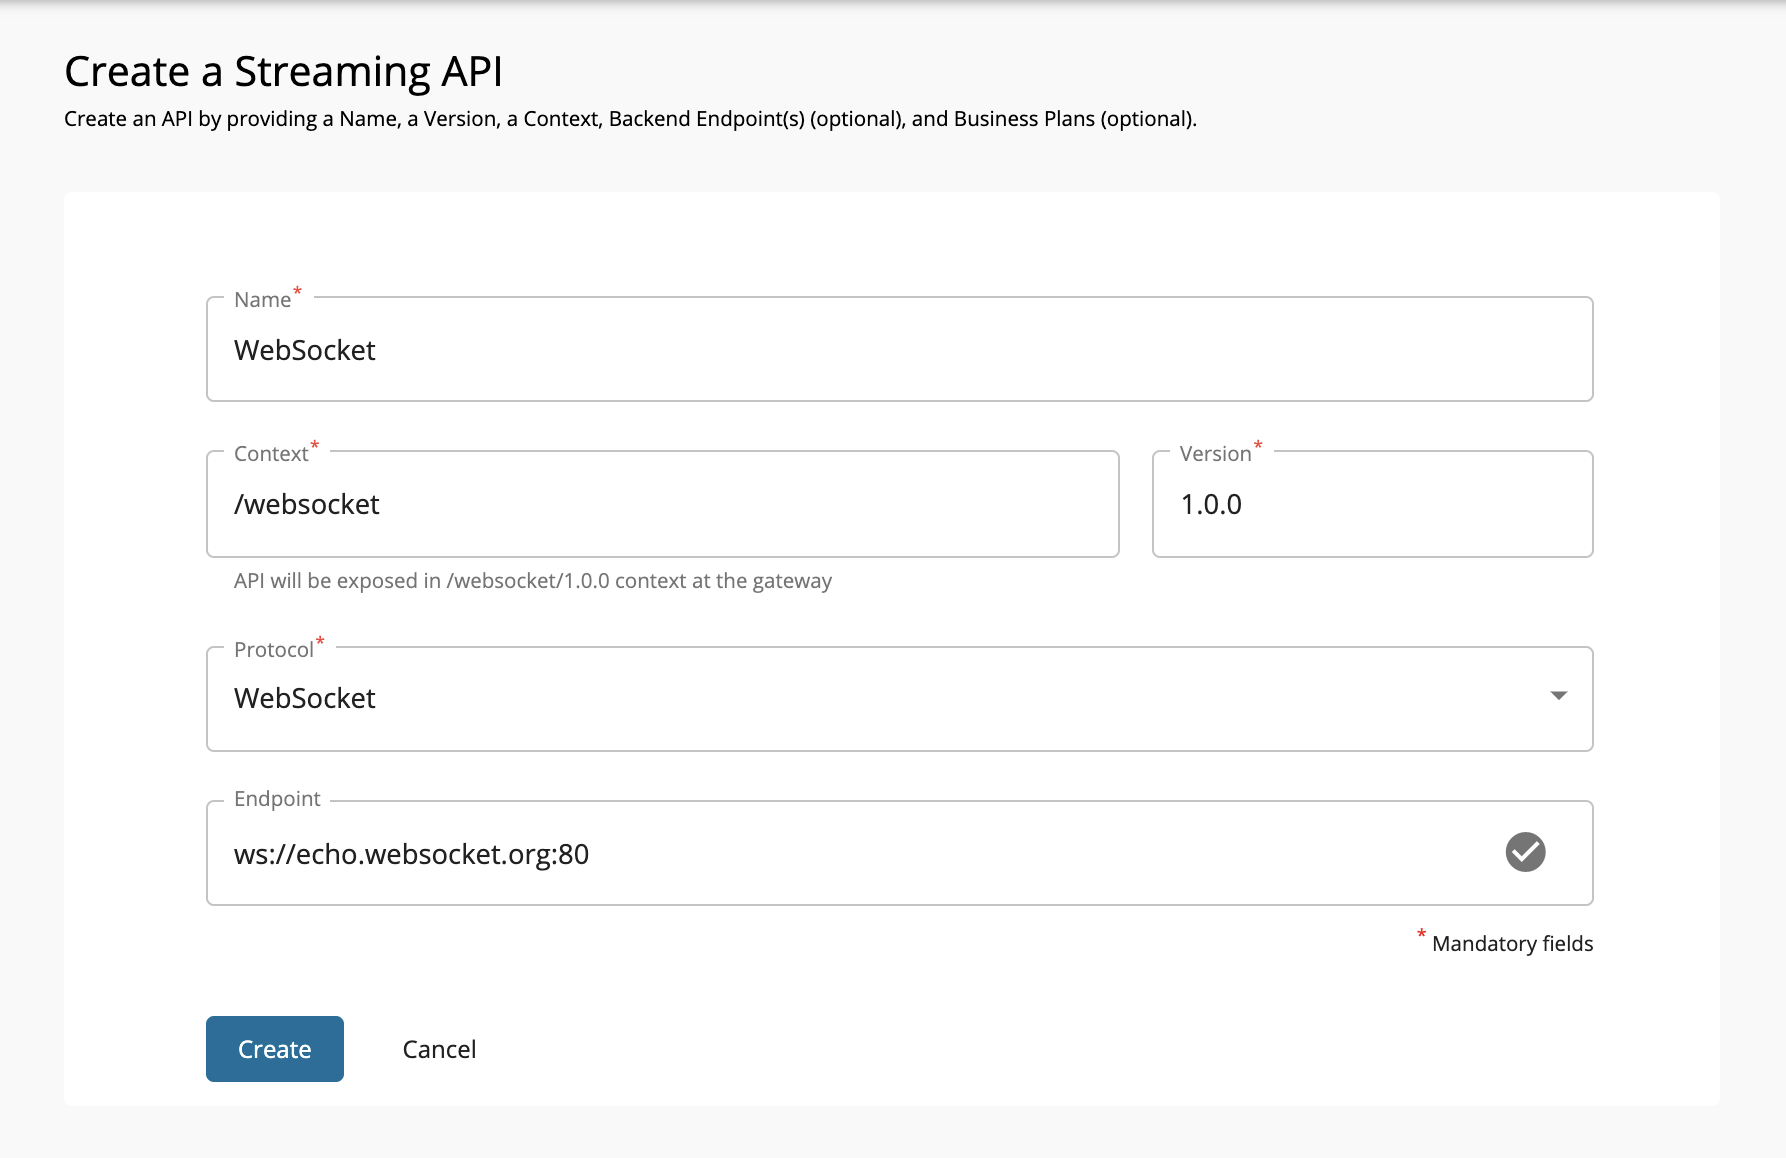 Create a Streaming API
Create an API by providing a Name, a Version, a Context, Backend Endpoint(s) (optional), and Business Plans (optional).
Name*
WebSocket
Context*
/websocket
Version*
1.0.0
API will be exposed in /websocket/1.0.0 context at the gateway
Protocol*
WebSocket
Endpoint
ws://echo.websocket.org:80
* Mandatory fields
Create
Cancel